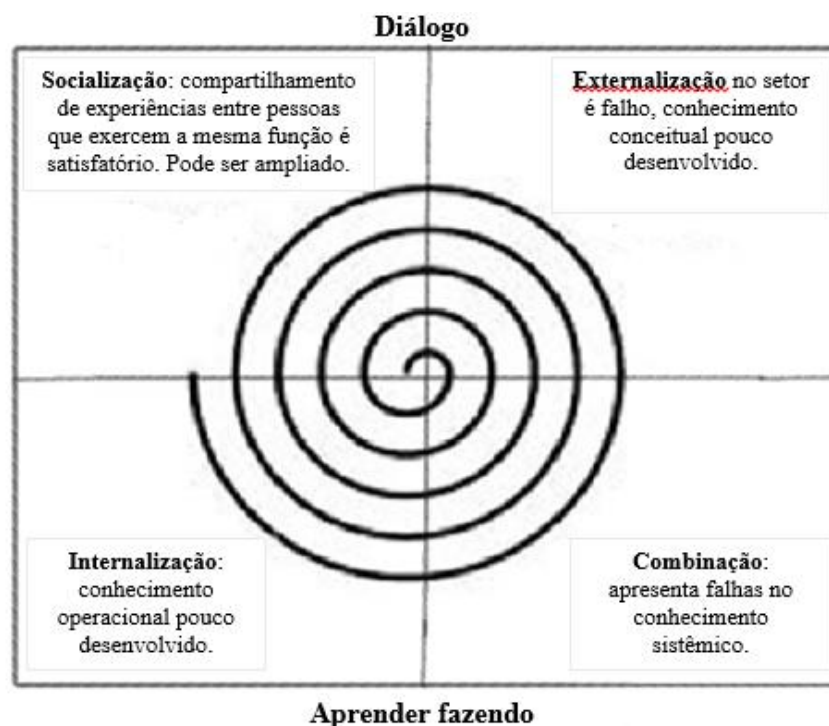 Diálogo
Socialização: compartilhamento
de experiências entre pessoas
que exercem a mesma função é
satisfatório. Pode ser ampliado.
Externalização no setor
é falho, conhecimento
conceitual pouco
desenvolvido.
Internalização:
conhecimento
operacional pouco
desenvolvido.
Combinação:
apresenta falhas no
conhecimento
sistêmico.
Aprender fazendo